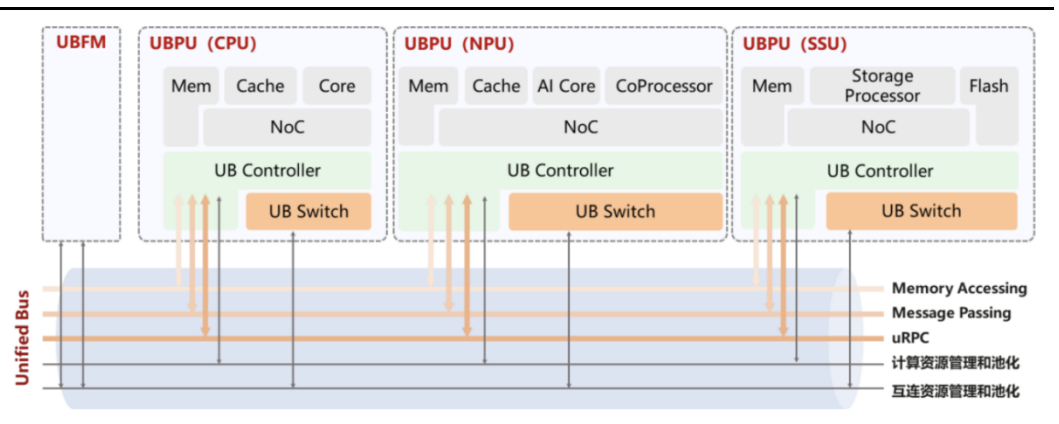 UBFM
UBPU（CPU）
Mem
Cache
Core
NoC
UB Controller
UB Switch
UBPU（NPU）
Mem
Cache
AI Core
CoProcessor
NoC
UB Controller
UB Switch
UBPU（SSU）
Mem
Storage
Processor
Flash
NoC
UB Controller
UB Switch
Unified Bus
Memory Accessing
Message Passing
uRPC
计算资源管理和池化
互连资源管理和池化